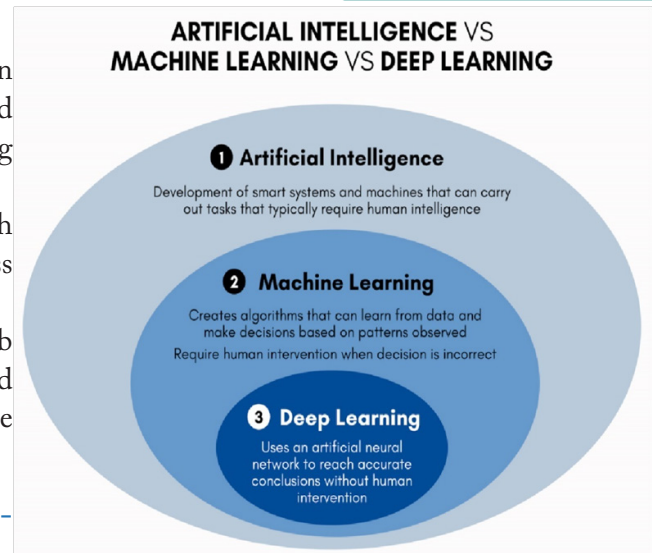 ARTIFICIAL INTELLIGENCE VS
MACHINE LEARNING VS DEEP LEARNING
1 Artificial Intelligence
Development of smart systems and machines that can carry
out tasks that typically require human intelligence
2 Machine Learning
Creates algorithms that can learn from data and
make decisions based on patterns observed
Require human intervention when decision is incorrect
3 Deep Learning
Uses an artificial neural
network to reach accurate
conclusions without human
intervention